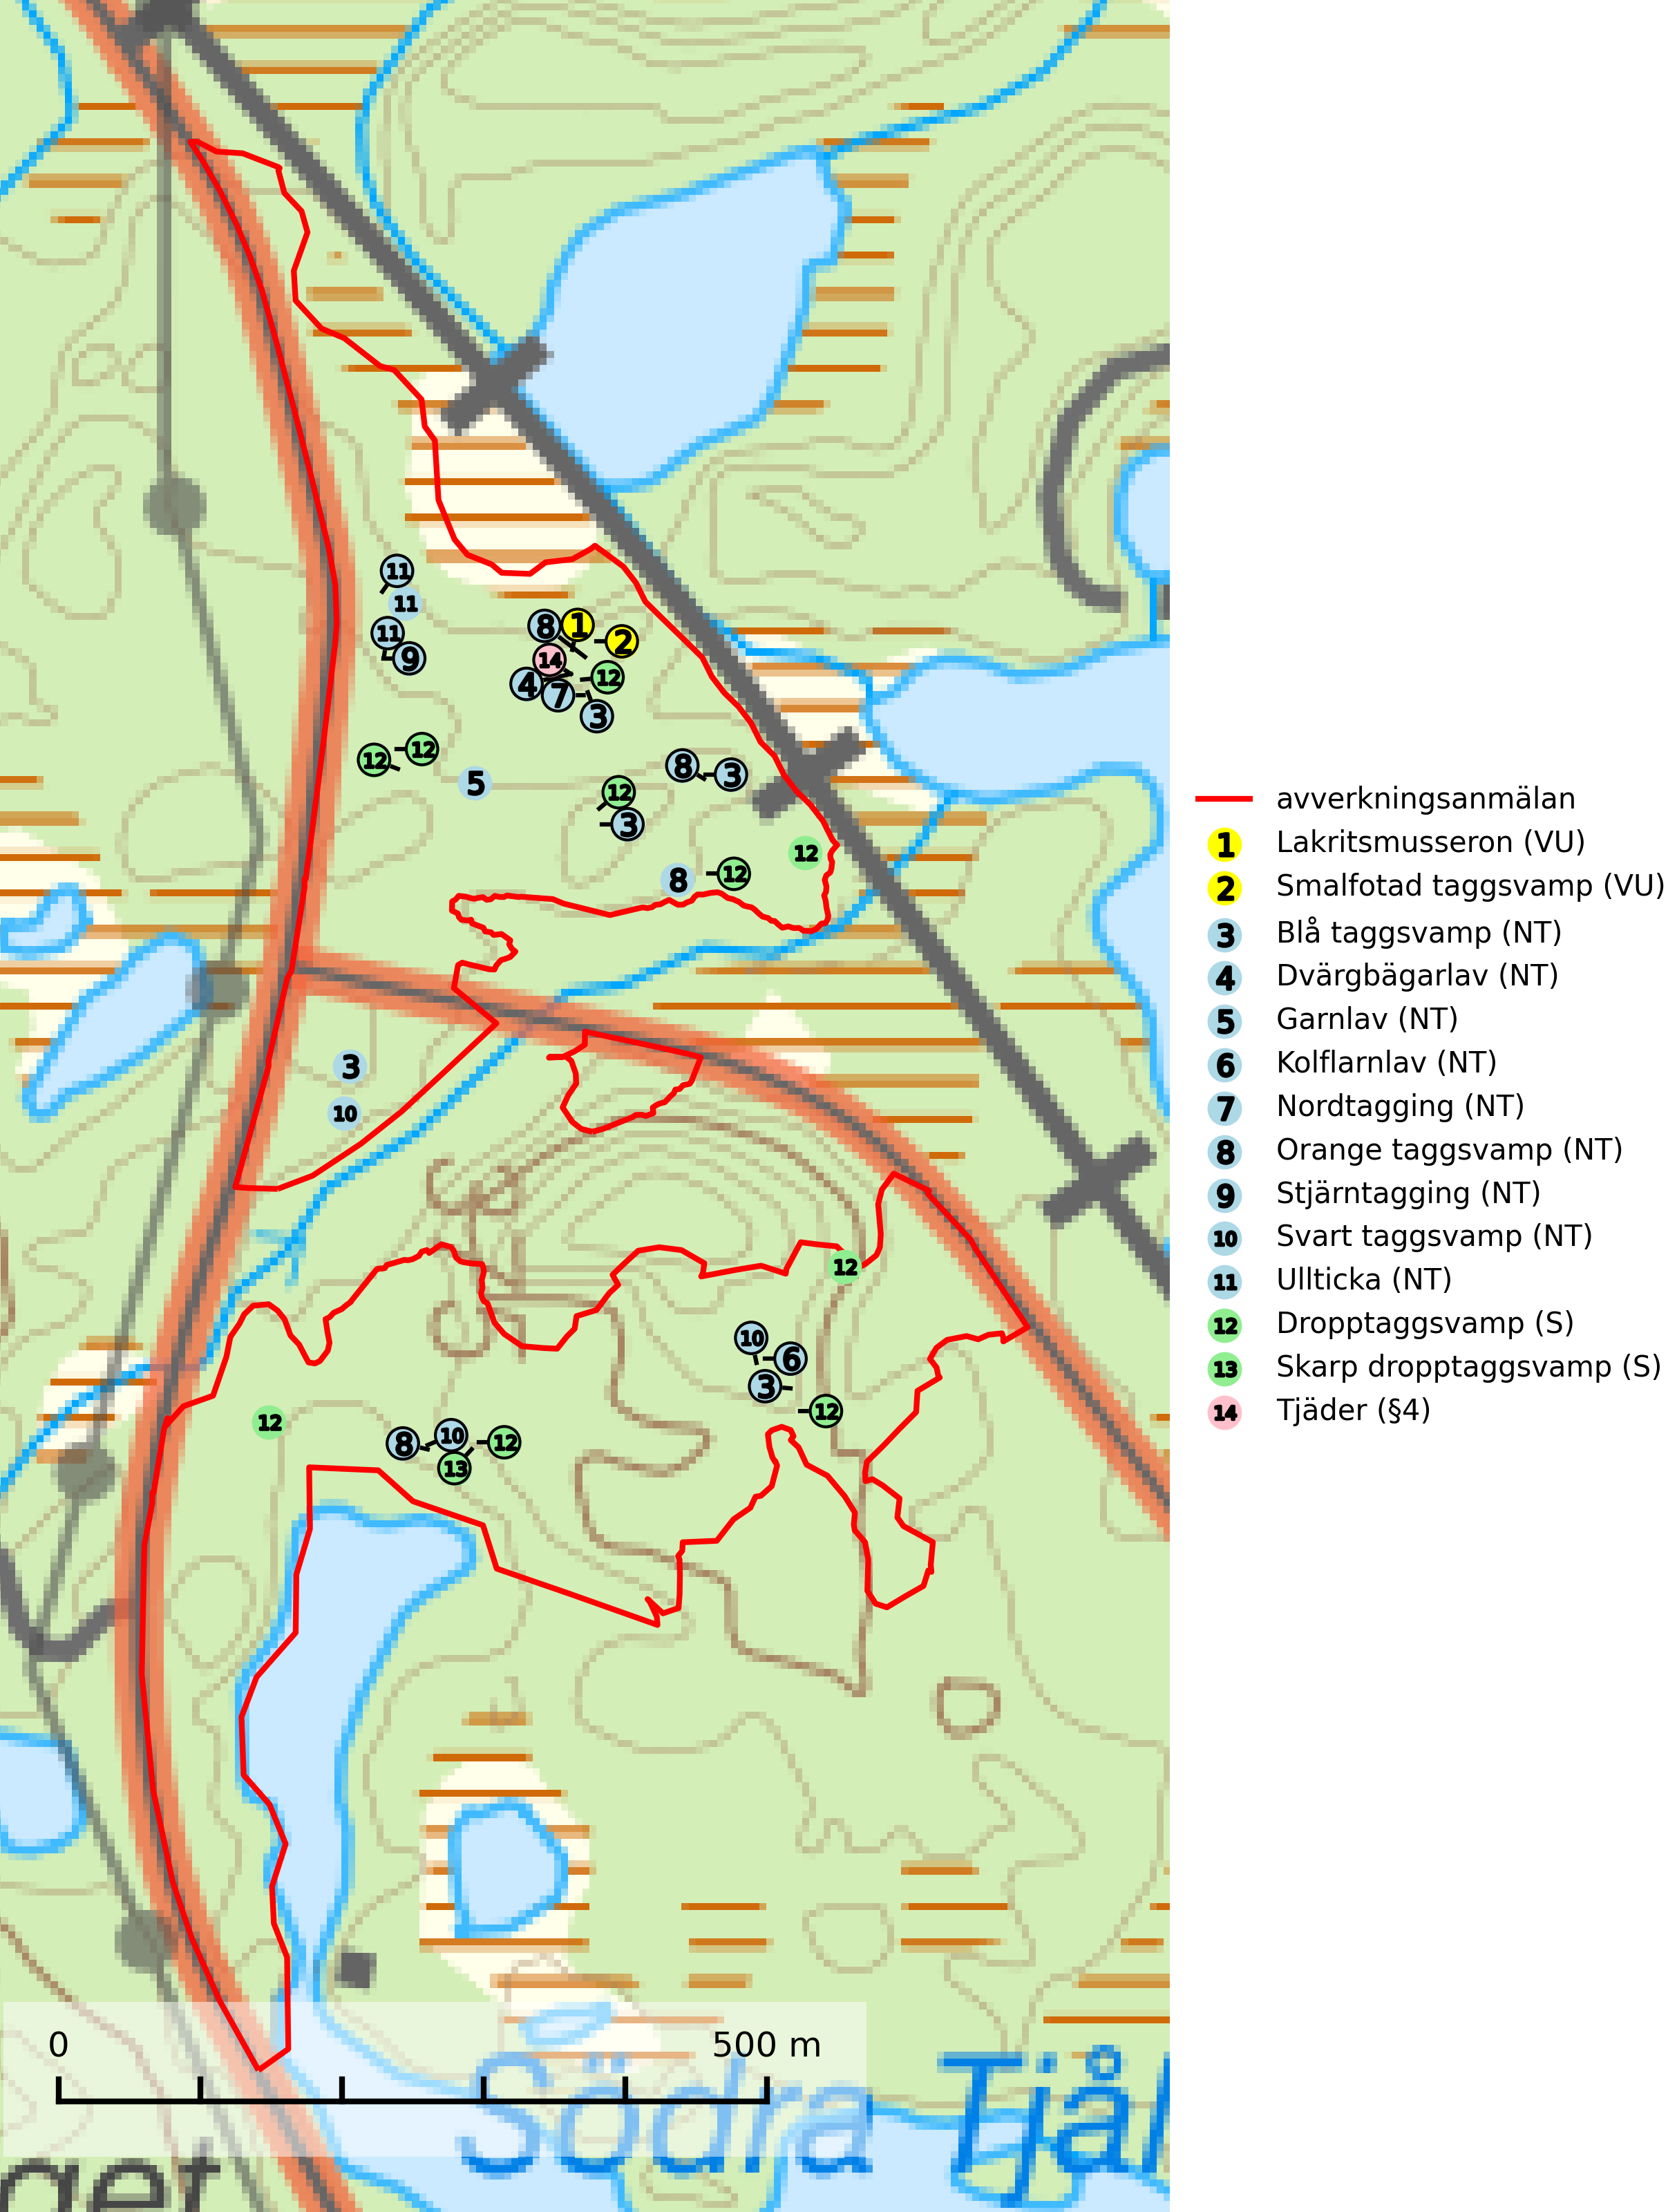 11
11
11
9
8
1
2
14
4
7
12
3
12
12
5
8
3
12
3
12
8
12
3
10
12
10
6
3
12
12
8
10
12
13
avverkningsanmälan
1 Lakritsmusseron (VU)
2 Smalfotad taggsvamp (VU)
3 Blå taggsvamp (NT)
4 Dvärgbägarlav (NT)
5 Garnlav (NT)
6 Kolflarnlav (NT)
7 Nordtagging (NT)
8 Orange taggsvamp (NT)
9 Stjärntagging (NT)
10 Svart taggsvamp (NT)
11 Ullticka (NT)
12 Dropptaggsvamp (S)
13 Skarp dropptaggsvamp (S)
14 Tjäder (§4)
0 500 m
Södra Tjäl
get